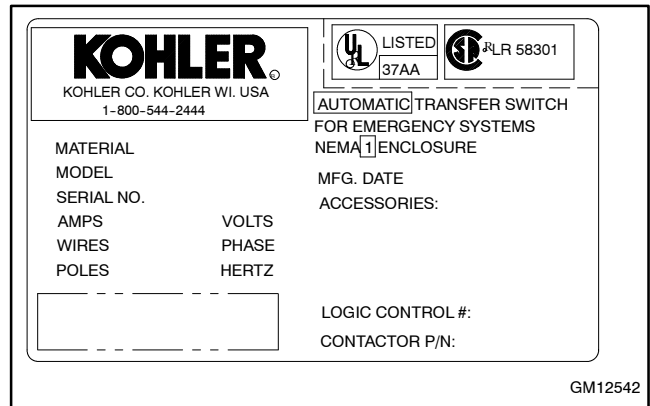 KOHLER®
KOHLER CO. KOHLER WI. USA
1-800-544-2444
UL LISTED
37AA
SA R LR 58301
AUTOMATIC TRANSFER SWITCH
FOR EMERGENCY SYSTEMS
NEMA 1 ENCLOSURE
MATERIAL
MODEL
SERIAL NO.
AMPS VOLTS
WIRES PHASE
POLES HERTZ
MFG. DATE
ACCESSORIES:
LOGIC CONTROL #:
CONTACTOR P/N:
GM12542